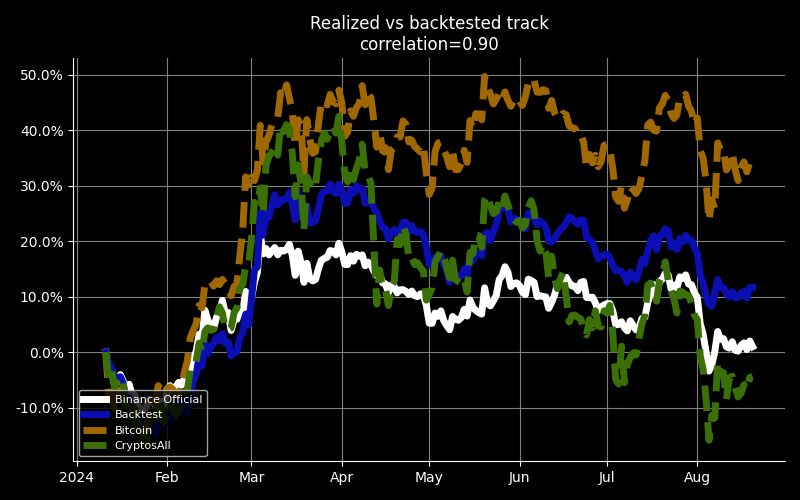 Realized vs backtested track
correlation=0.90
50.0%
40.0%
30.0%
20.0%
10.0%
0.0%
-10.0%
Binance Official
Backtest
Bitcoin
CryptosAll
2024 Feb Mar Apr May Jun Jul Aug